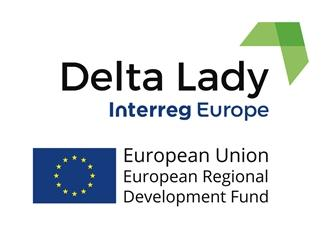 Delta Lady
Interreg Europe
European Union
European Regional
Development Fund